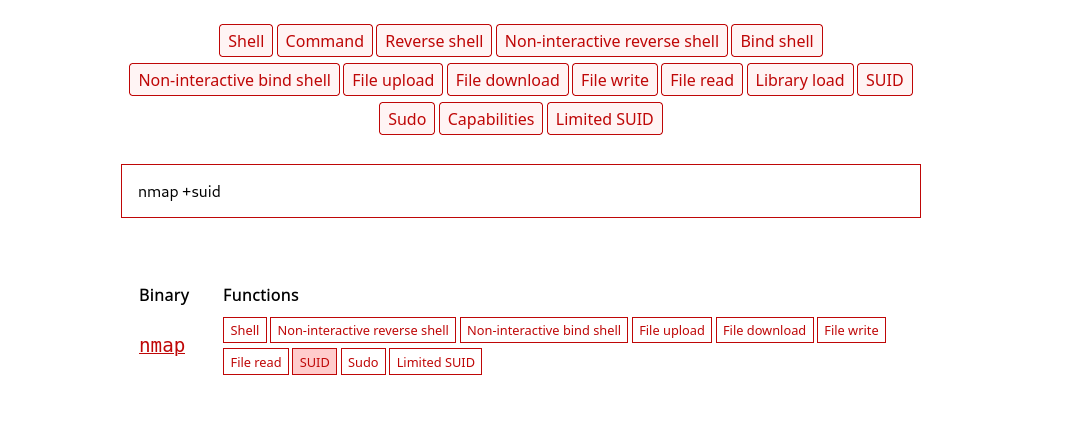 Shell Command Reverse shell Non-interactive reverse shell Bind shell
Non-interactive bind shell File upload File download File write File read Library load SUID
Sudo Capabilities Limited SUID
nmap +suid
Binary Functions
Shell Non-interactive reverse shell Non-interactive bind shell File upload File download File write
nmap
File read SUID Sudo Limited SUID